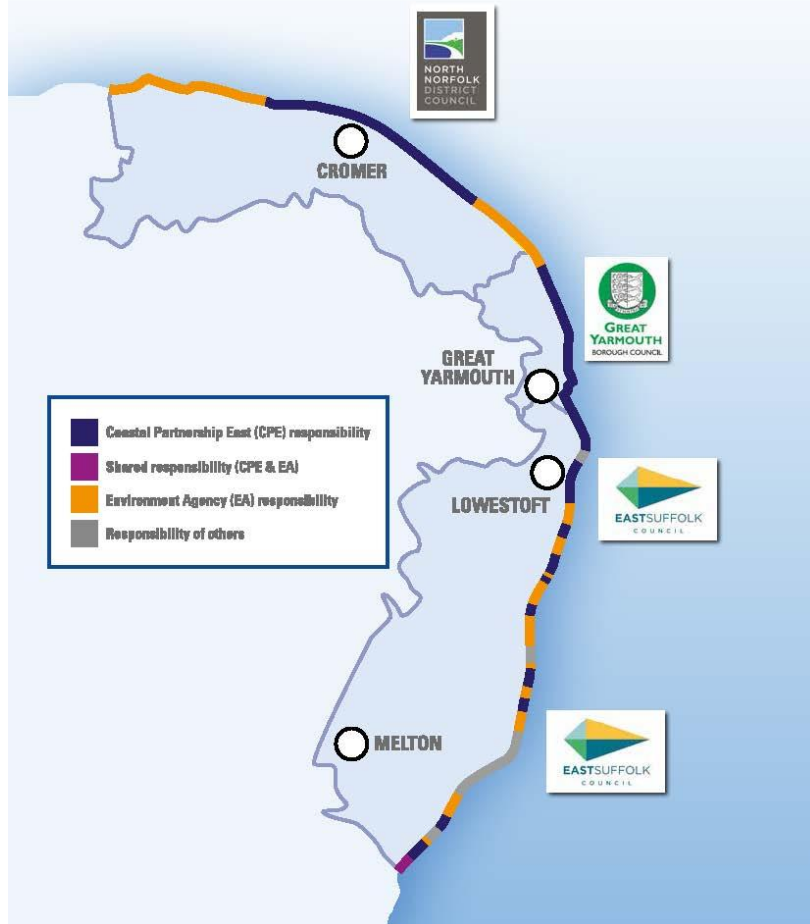 NORTH
NORFOLK
DISTRICT
COUNCIL
CROMER
GREAT
YARMOUTH
BOROUGH COUNCIL
GREAT
YARMOUTH
Coastal Partnership East (CPE) responsibility
Shared responsibility (CPE & EA)
Environment Agency (EA) responsibility
Responsibility of others
LOWESTOFT
EASTSUFFOLK
COUNCIL
MELTON
EASTSUFFOLK
COUNCIL